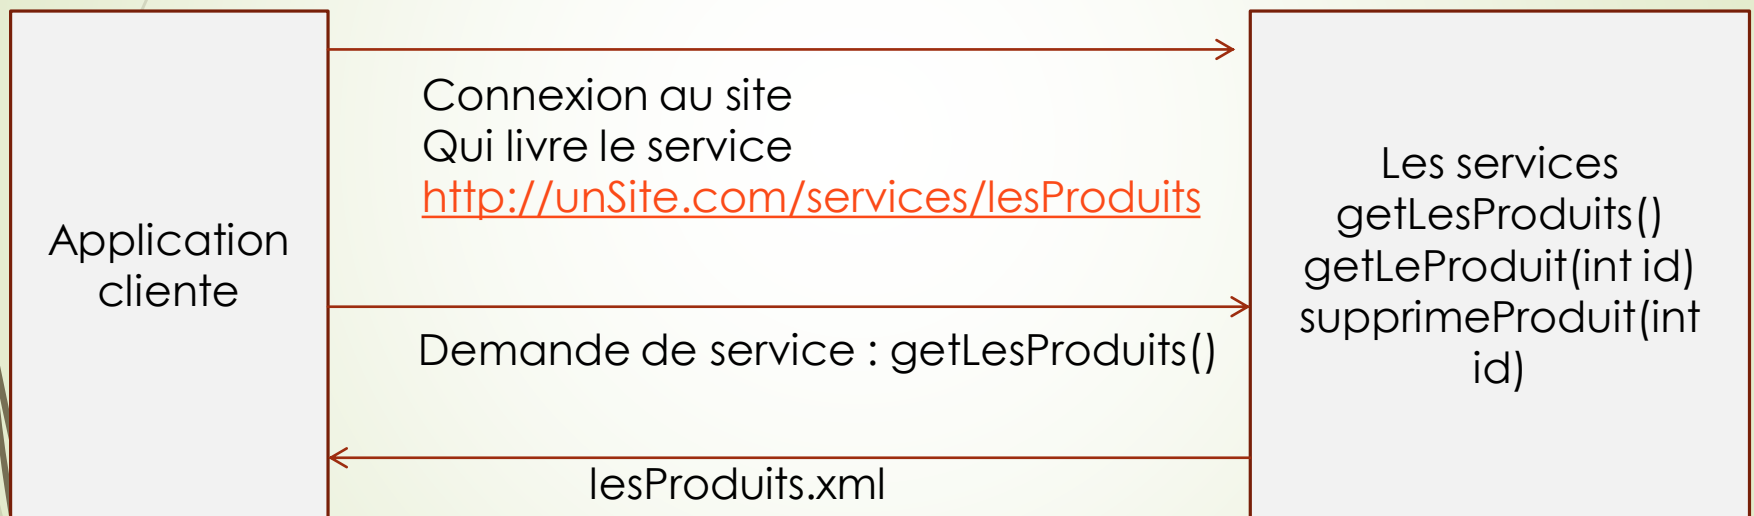 Application
cliente
Connexion au site
Qui livre le service
http://unSite.com/services/lesProduits
Demande de service : getLesProduits()
lesProduits.xml
Les services
getLesProduits()
getLeProduit(int id)
supprimeProduit(int
id)